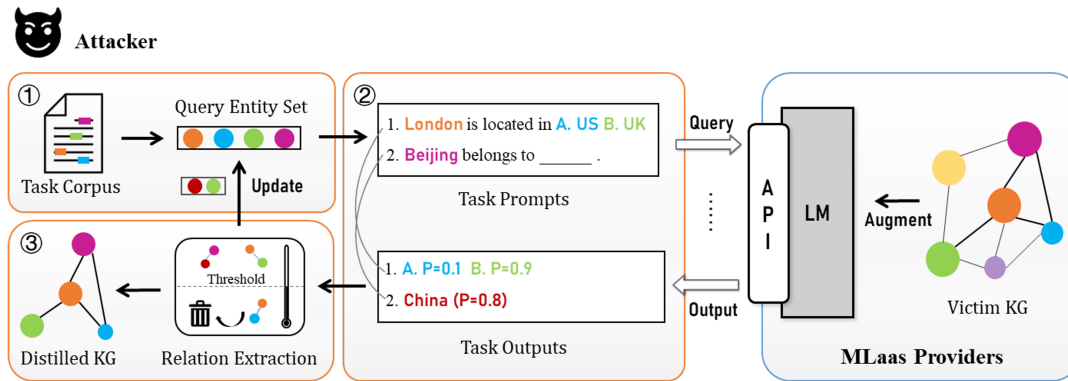 Attacker
①
Query Entity Set
Task Corpus
Update
②
1. London is located in A. US B. UK
2. Beijing belongs to ______ .
Task Prompts
1. A. P=0.1 B. P=0.9
2. China (P=0.8)
Task Outputs
③
Threshold
Distilled KG
Relation Extraction
Query
......
Output
API
LM
Augment
Victim KG
MLaas Providers